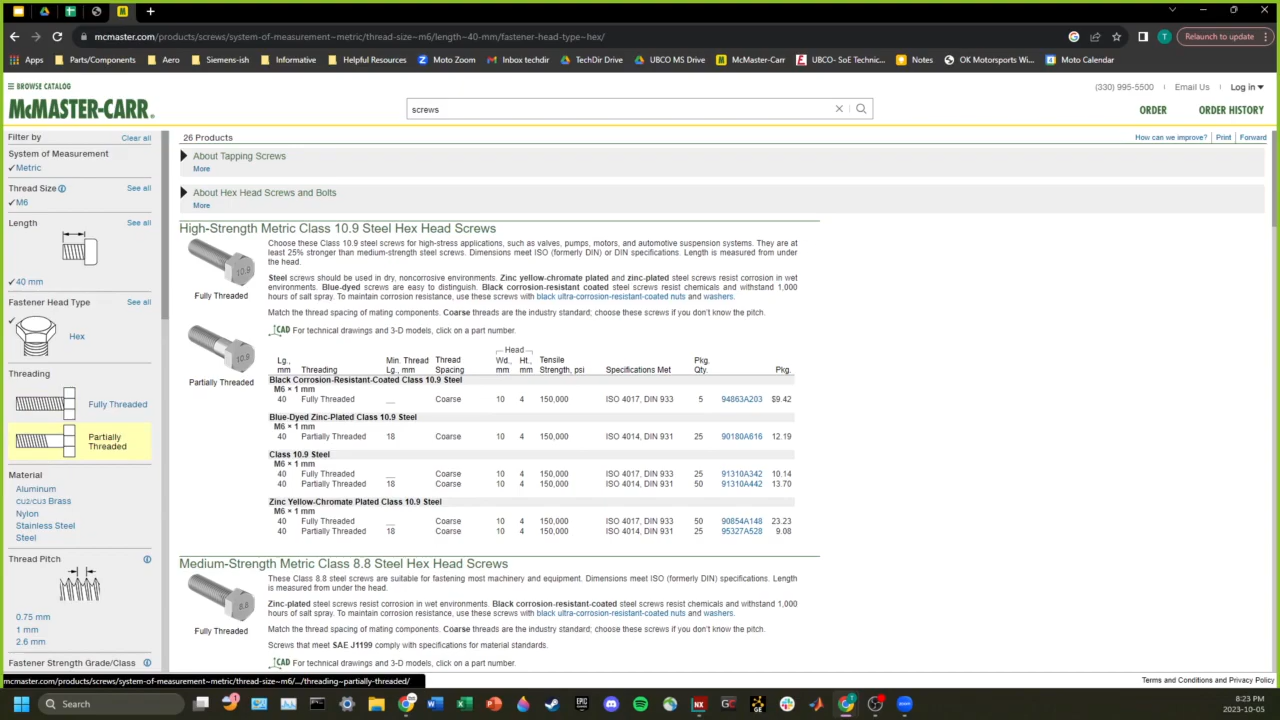 mcmaster.com/products/screws/system-of-measurement~metric/thread-size~m6/length~40-mm/fastener-head-type~hex/
Relaunch to update
Apps Parts/Components Aero Siemens-ish Informative Helpful Resources Moto Zoom Inbox techdir TechDir Drive UBCO MS Drive McMaster-Carr UBCO- SoE Technic... Notes OK Motorsports Wi... Moto Calendar
BROWSE CATALOG
(330) 995-5500 Email Us Log in
McMASTER-CARR
screws
ORDER ORDER HISTORY
Filter by Clear all
26 Products
How can we improve? Print Forward
System of Measurement
✓Metric
Thread Size See all
✓M6
Length See all
✓40 mm
Fastener Head Type See all
✓
Hex
Threading
Fully Threaded
Partially
Threaded
Material
Aluminum
CU2/CU3 Brass
Nylon
Stainless Steel
Steel
Thread Pitch
0.75 mm
1 mm
2.6 mm
Fastener Strength Grade/Class
About Tapping Screws
More
About Hex Head Screws and Bolts
More
High-Strength Metric Class 10.9 Steel Hex Head Screws
10.9
Fully Threaded
10.9
Partially Threaded
Choose these Class 10.9 steel screws for high-stress applications, such as valves, pumps, motors, and automotive suspension systems. They are at
least 25% stronger than medium-strength steel screws. Dimensions meet ISO (formerly DIN) or DIN specifications. Length is measured from under
the head.
Steel screws should be used in dry, noncorrosive environments. Zinc yellow-chromate plated and zinc-plated steel screws resist corrosion in wet
environments. Blue-dyed screws are easy to distinguish. Black corrosion-resistant coated steel screws resist chemicals and withstand 1,000
hours of salt spray. To maintain corrosion resistance, use these screws with black ultra-corrosion-resistant-coated nuts and washers.
Match the thread spacing of mating components. Coarse threads are the industry standard; choose these screws if you don't know the pitch.
CAD For technical drawings and 3-D models, click on a part number.
Head
Lg., Min. Thread Thread Wd., Ht., Tensile Pkg.
mm Threading Lg., mm Spacing mm mm Strength, psi Specifications Met Qty. Pkg.
Black Corrosion-Resistant-Coated Class 10.9 Steel
M6 × 1 mm
40 Fully Threaded __ Coarse 10 4 150,000 ISO 4017, DIN 933 5 94863A203 $9.42
Blue-Dyed Zinc-Plated Class 10.9 Steel
M6 × 1 mm
40 Partially Threaded 18 Coarse 10 4 150,000 ISO 4014, DIN 931 25 90180A616 12.19
Class 10.9 Steel
M6 × 1 mm
40 Fully Threaded __ Coarse 10 4 150,000 ISO 4017, DIN 933 25 91310A342 10.14
40 Partially Threaded 18 Coarse 10 4 150,000 ISO 4014, DIN 931 50 91310A442 13.70
Zinc Yellow-Chromate Plated Class 10.9 Steel
M6 × 1 mm
40 Fully Threaded __ Coarse 10 4 150,000 ISO 4017, DIN 933 50 90854A148 23.23
40 Partially Threaded 18 Coarse 10 4 150,000 ISO 4014, DIN 931 25 95327A528 9.08
Medium-Strength Metric Class 8.8 Steel Hex Head Screws
8.8
Fully Threaded
These Class 8.8 steel screws are suitable for fastening most machinery and equipment. Dimensions meet ISO (formerly DIN) specifications. Length
is measured from under the head.
Zinc-plated steel screws resist corrosion in wet environments. Black corrosion-resistant-coated steel screws resist chemicals and withstand 1,000
hours of salt spray. To maintain corrosion resistance, use these screws with black ultra-corrosion-resistant-coated nuts and washers.
Match the thread spacing of mating components. Coarse threads are the industry standard; choose these screws if you don't know the pitch.
Screws that meet SAE J1199 comply with specifications for material standards.
CAD For technical drawings and 3-D models, click on a part number.
mcmaster.com/products/screws/system-of-measurement~metric/thread-size~m6/.../threading~partially-threaded/
Terms and Conditions and Privacy Policy
Search
8:23 PM
2023-10-05